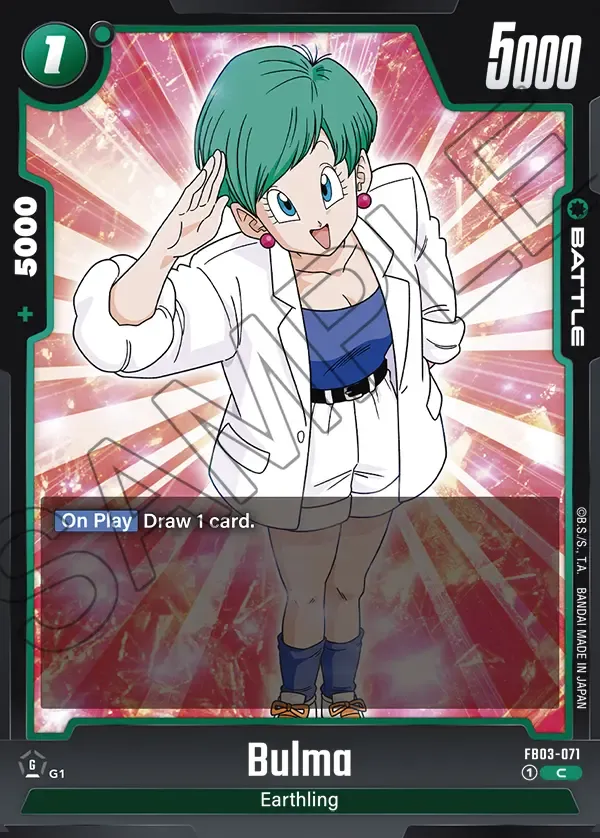 1
5000
+ 5000
BATTLE
SAMPLE
On Play Draw 1 card.
©B.S./S., T.A. BANDAI MADE IN JAPAN
Bulma
FB03-071
G
G1
1 C
Earthling